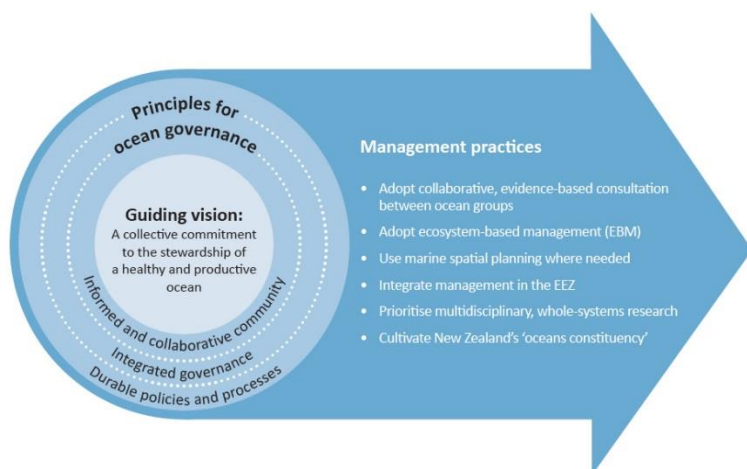 Principles for
ocean governance
Guiding vision:
A collective commitment
to the stewardship of
a healthy and productive
ocean
Informed and collaborative community
Integrated governance
Durable policies and processes
Management practices
• Adopt collaborative, evidence-based consultation
between ocean groups
• Adopt ecosystem-based management (EBM)
• Use marine spatial planning where needed
• Integrate management in the EEZ
• Prioritise multidisciplinary, whole-systems research
• Cultivate New Zealand’s ‘oceans constituency’